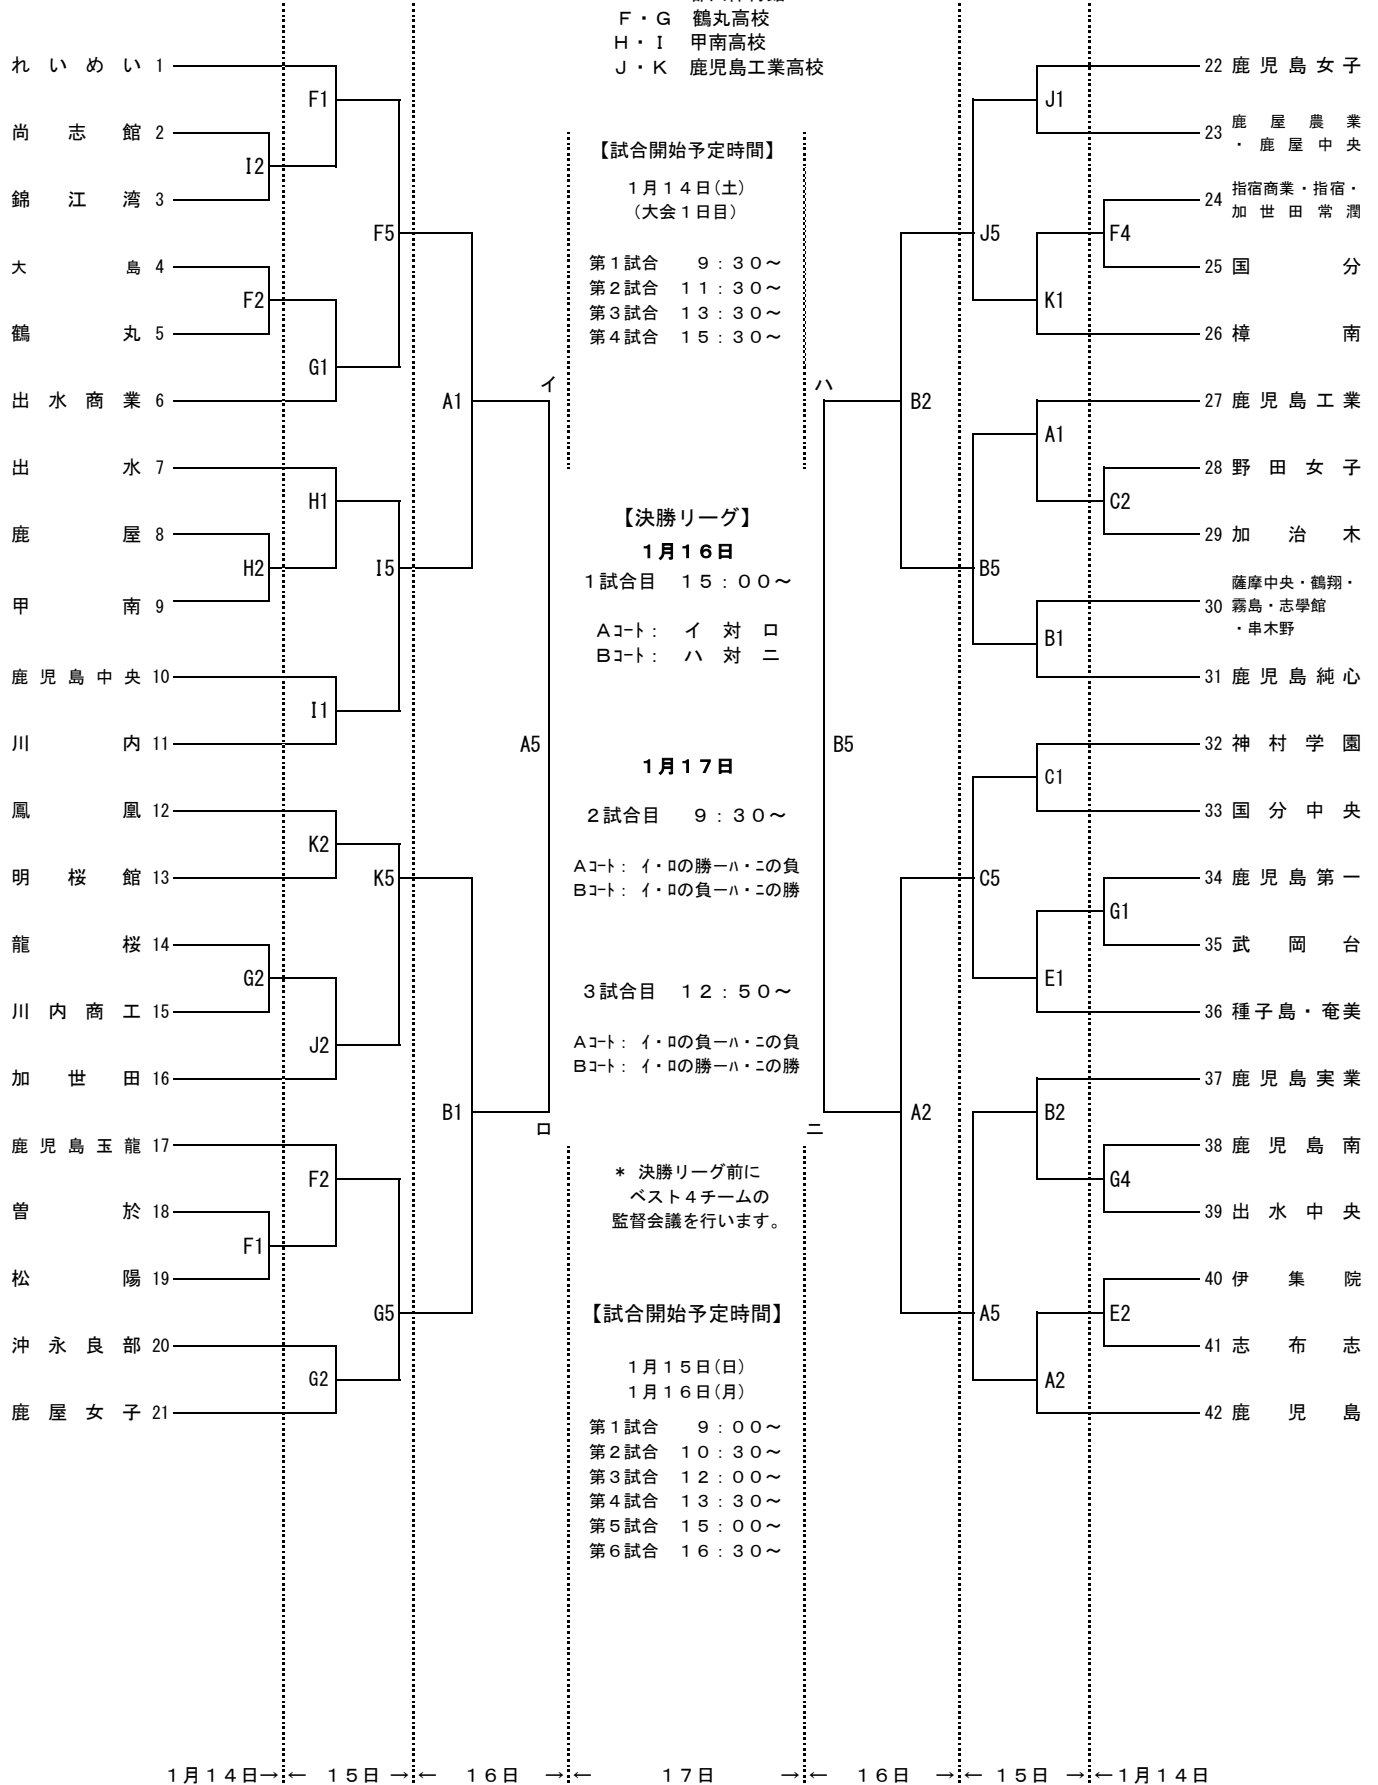 Ｆ・Ｇ　鶴丸高校
Ｈ・Ｉ　甲南高校
Ｊ・Ｋ　鹿児島工業高校
れいめい 1
尚志館 2
錦江湾 3
大島 4
鶴丸 5
出水商業 6
出水 7
鹿屋 8
甲南 9
鹿児島中央 10
川内 11
鳳凰 12
明桜館 13
龍桜 14
川内商工 15
加世田 16
鹿児島玉龍 17
曽於 18
松陽 19
沖永良部 20
鹿屋女子 21
I2
F2
H2
G2
F1
F1
G1
H1
I1
K2
J2
F2
G2
F5
I5
K5
G5
A1
B1
A5
イ
ロ
【試合開始予定時間】
１月１４日(土)
（大会１日目）
第１試合　９：３０～
第２試合　１１：３０～
第３試合　１３：３０～
第４試合　１５：３０～
【決勝リーグ】
１月１６日
１試合目　１５：００～
Ａｺｰﾄ：　イ　対　ロ
Ｂｺｰﾄ：　ハ　対　ニ
１月１７日
２試合目　９：３０～
Ａｺｰﾄ：　ｲ・ﾛの勝ーﾊ・ﾆの負
Ｂｺｰﾄ：　ｲ・ﾛの負ーﾊ・ﾆの勝
３試合目　１２：５０～
Ａｺｰﾄ：　ｲ・ﾛの負ーﾊ・ﾆの負
Ｂｺｰﾄ：　ｲ・ﾛの勝ーﾊ・ﾆの勝
＊ 決勝リーグ前に
ベスト４チームの
監督会議を行います。
【試合開始予定時間】
１月１５日(日)
１月１６日(月)
第１試合　９：００～
第２試合　１０：３０～
第３試合　１２：００～
第４試合　１３：３０～
第５試合　１５：００～
第６試合　１６：３０～
ハ
ニ
B5
B2
A2
J5
B5
C5
A5
J1
K1
A1
B1
C1
E1
B2
A2
F4
C2
G1
G4
E2
22 鹿児島女子
23 鹿屋農業
・鹿屋中央
24 指宿商業・指宿・
加世田常潤
25 国分
26 樟南
27 鹿児島工業
28 野田女子
29 加治木
30 薩摩中央・鶴翔・
霧島・志學館
・串木野
31 鹿児島純心
32 神村学園
33 国分中央
34 鹿児島第一
35 武岡台
36 種子島・奄美
37 鹿児島実業
38 鹿児島南
39 出水中央
40 伊集院
41 志布志
42 鹿児島
１月１４日→←　１５日　→←　１６日　→←　１７日　→←　１６日　→←　１５日　→←１月１４日